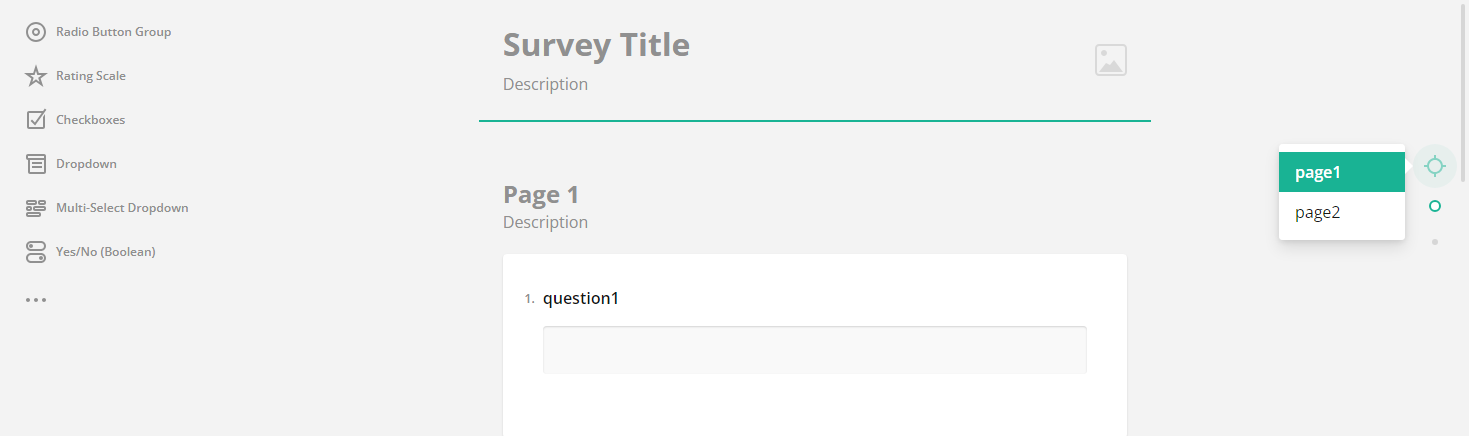 Radio Button Group
Rating Scale
Checkboxes
Dropdown
Multi-Select Dropdown
Yes/No (Boolean)
Survey Title
Description
Page 1
Description
1. question1
page1
page2